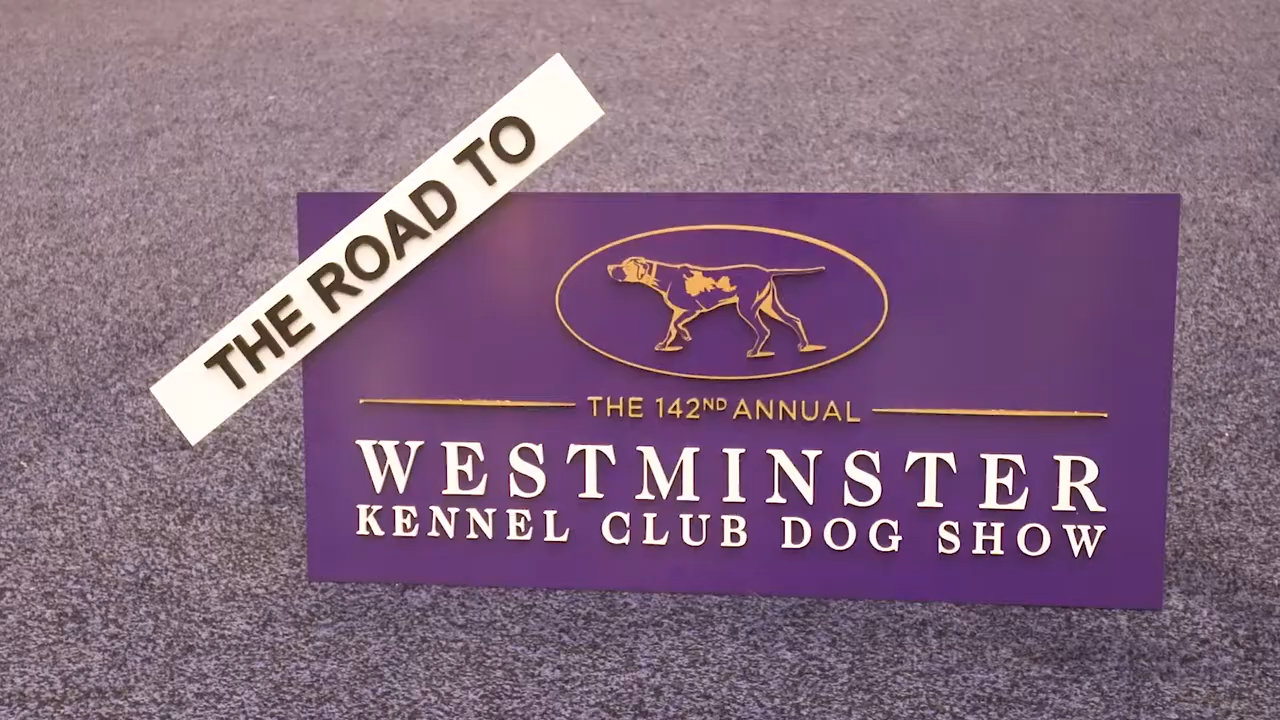 THE ROAD TO
THE 142ND ANNUAL
WESTMINSTER
KENNEL CLUB DOG SHOW